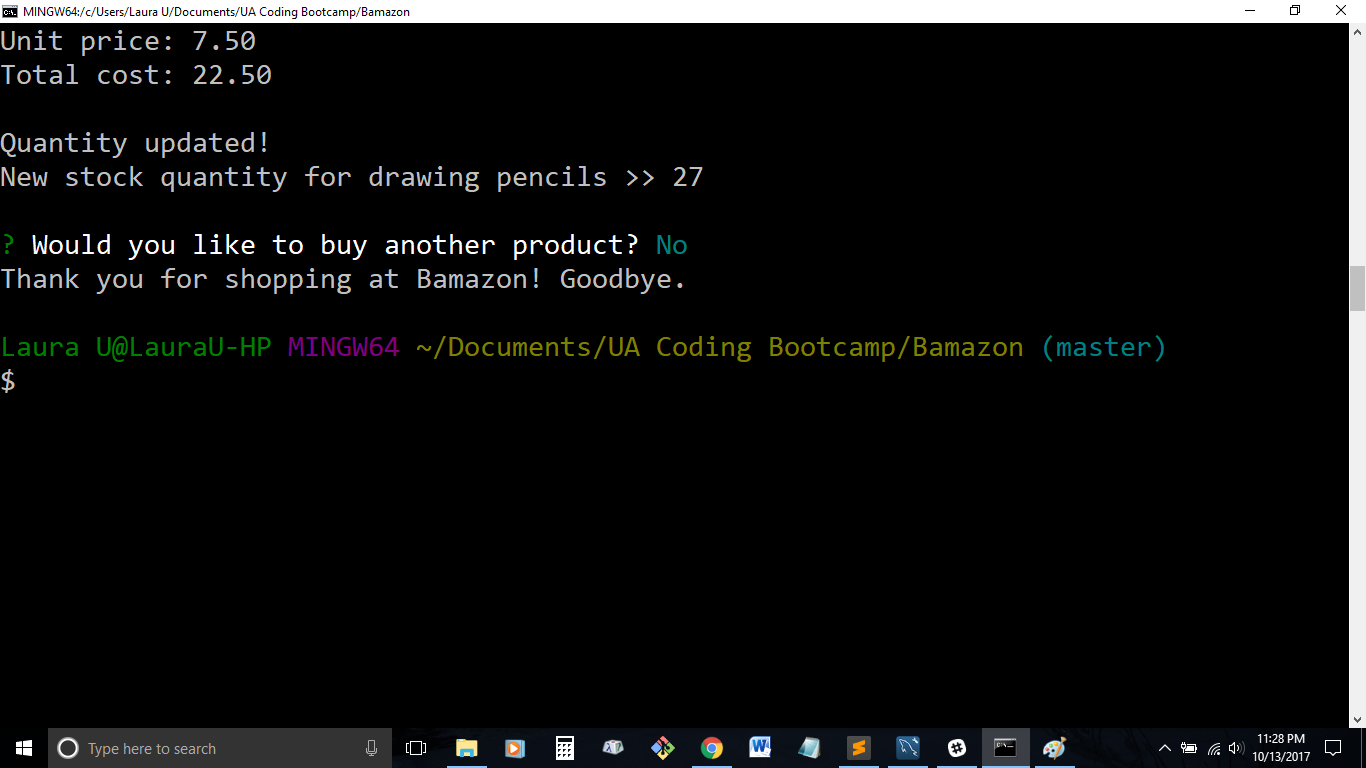 MINGW64:/c/Users/Laura U/Documents/UA Coding Bootcamp/Bamazon
Unit price: 7.50
Total cost: 22.50
Quantity updated!
New stock quantity for drawing pencils >> 27
? Would you like to buy another product? No
Thank you for shopping at Bamazon! Goodbye.
Laura U@LauraU-HP MINGW64 ~/Documents/UA Coding Bootcamp/Bamazon (master)
$
Type here to search
11:28 PM
10/13/2017